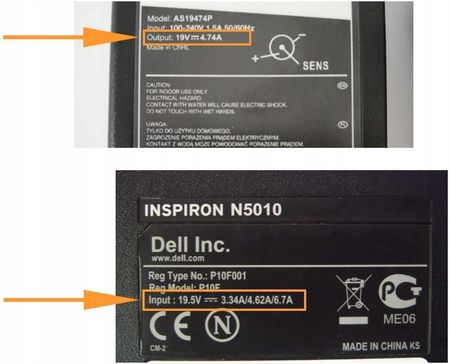 Model: AS19474P
Input: 100-240V 1.5A 50/60Hz
Output: 19V⎓4.74A
Made in ChRL
+
-
SENS
CAUTION
FOR INDOOR USE ONLY.
ELECTRICAL HAZARD.
CONTACT WITH WATER WILL CAUSE ELECTRIC SHOCK.
DO NOT TOUCH WITH WET HANDS.
EN
UWAGA:
TYLKO DO UŻYTKU DOMOWEGO.
ZAGROŻENIE PORAŻENIA PRĄDEM ELEKTRYCZNYM.
KONTAKT Z WODĄ MOŻE POWODOWAĆ PORAŻENIE PRĄDEM
PL
INSPIRON N5010
Dell Inc.
www.dell.com
Reg Type No.: P10F001
Reg Model: P10F
Input : 19.5V ⎓ 3.34A/4.62A/6.7A
CE
N
CM-2
PC
ME06
MADE IN CHINA KS